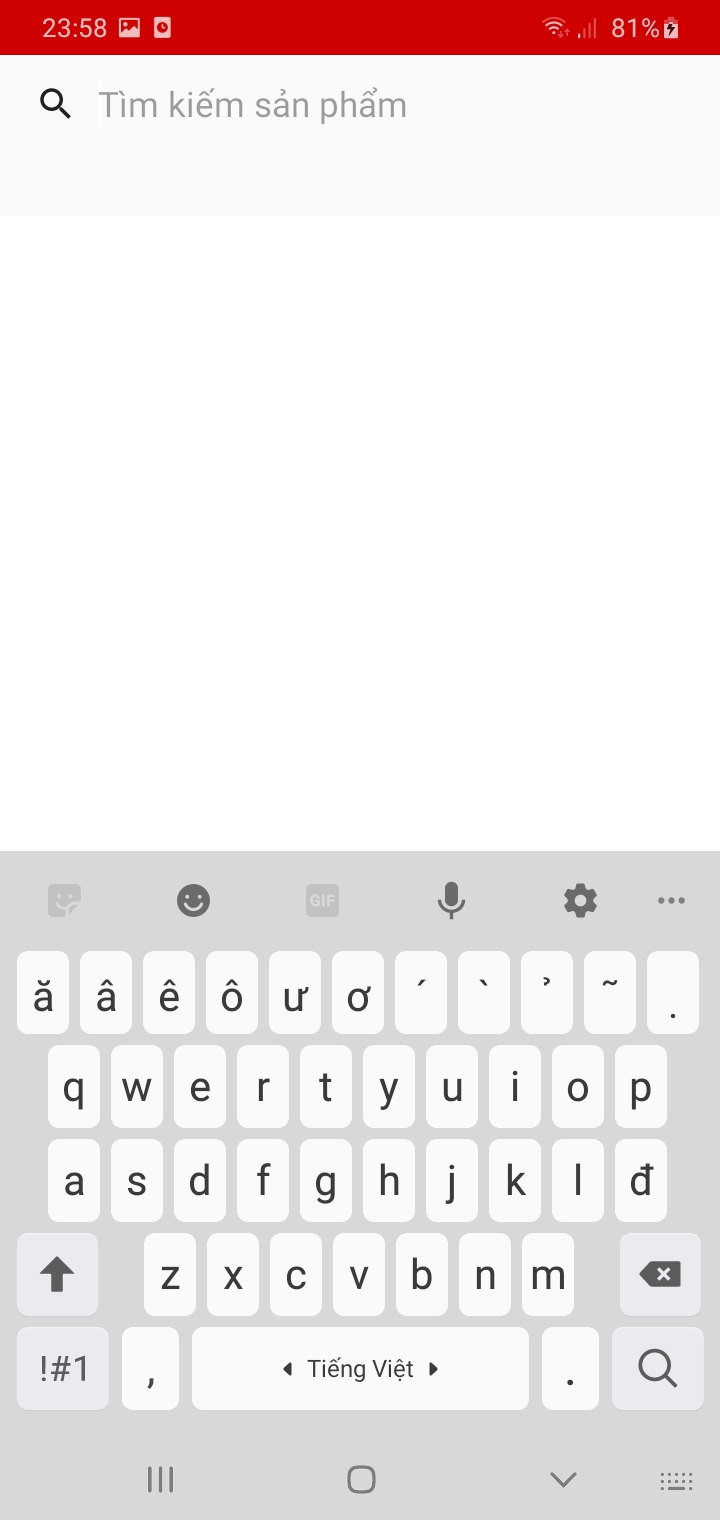 23:58 81%
Tìm kiếm sản phẩm
GIF
ă â ê ô ư ơ ˊ ˋ ̉ ˜ .
q w e r t y u i o p
a s d f g h j k l đ
z x c v b n m
!#1 , Tiếng Việt .